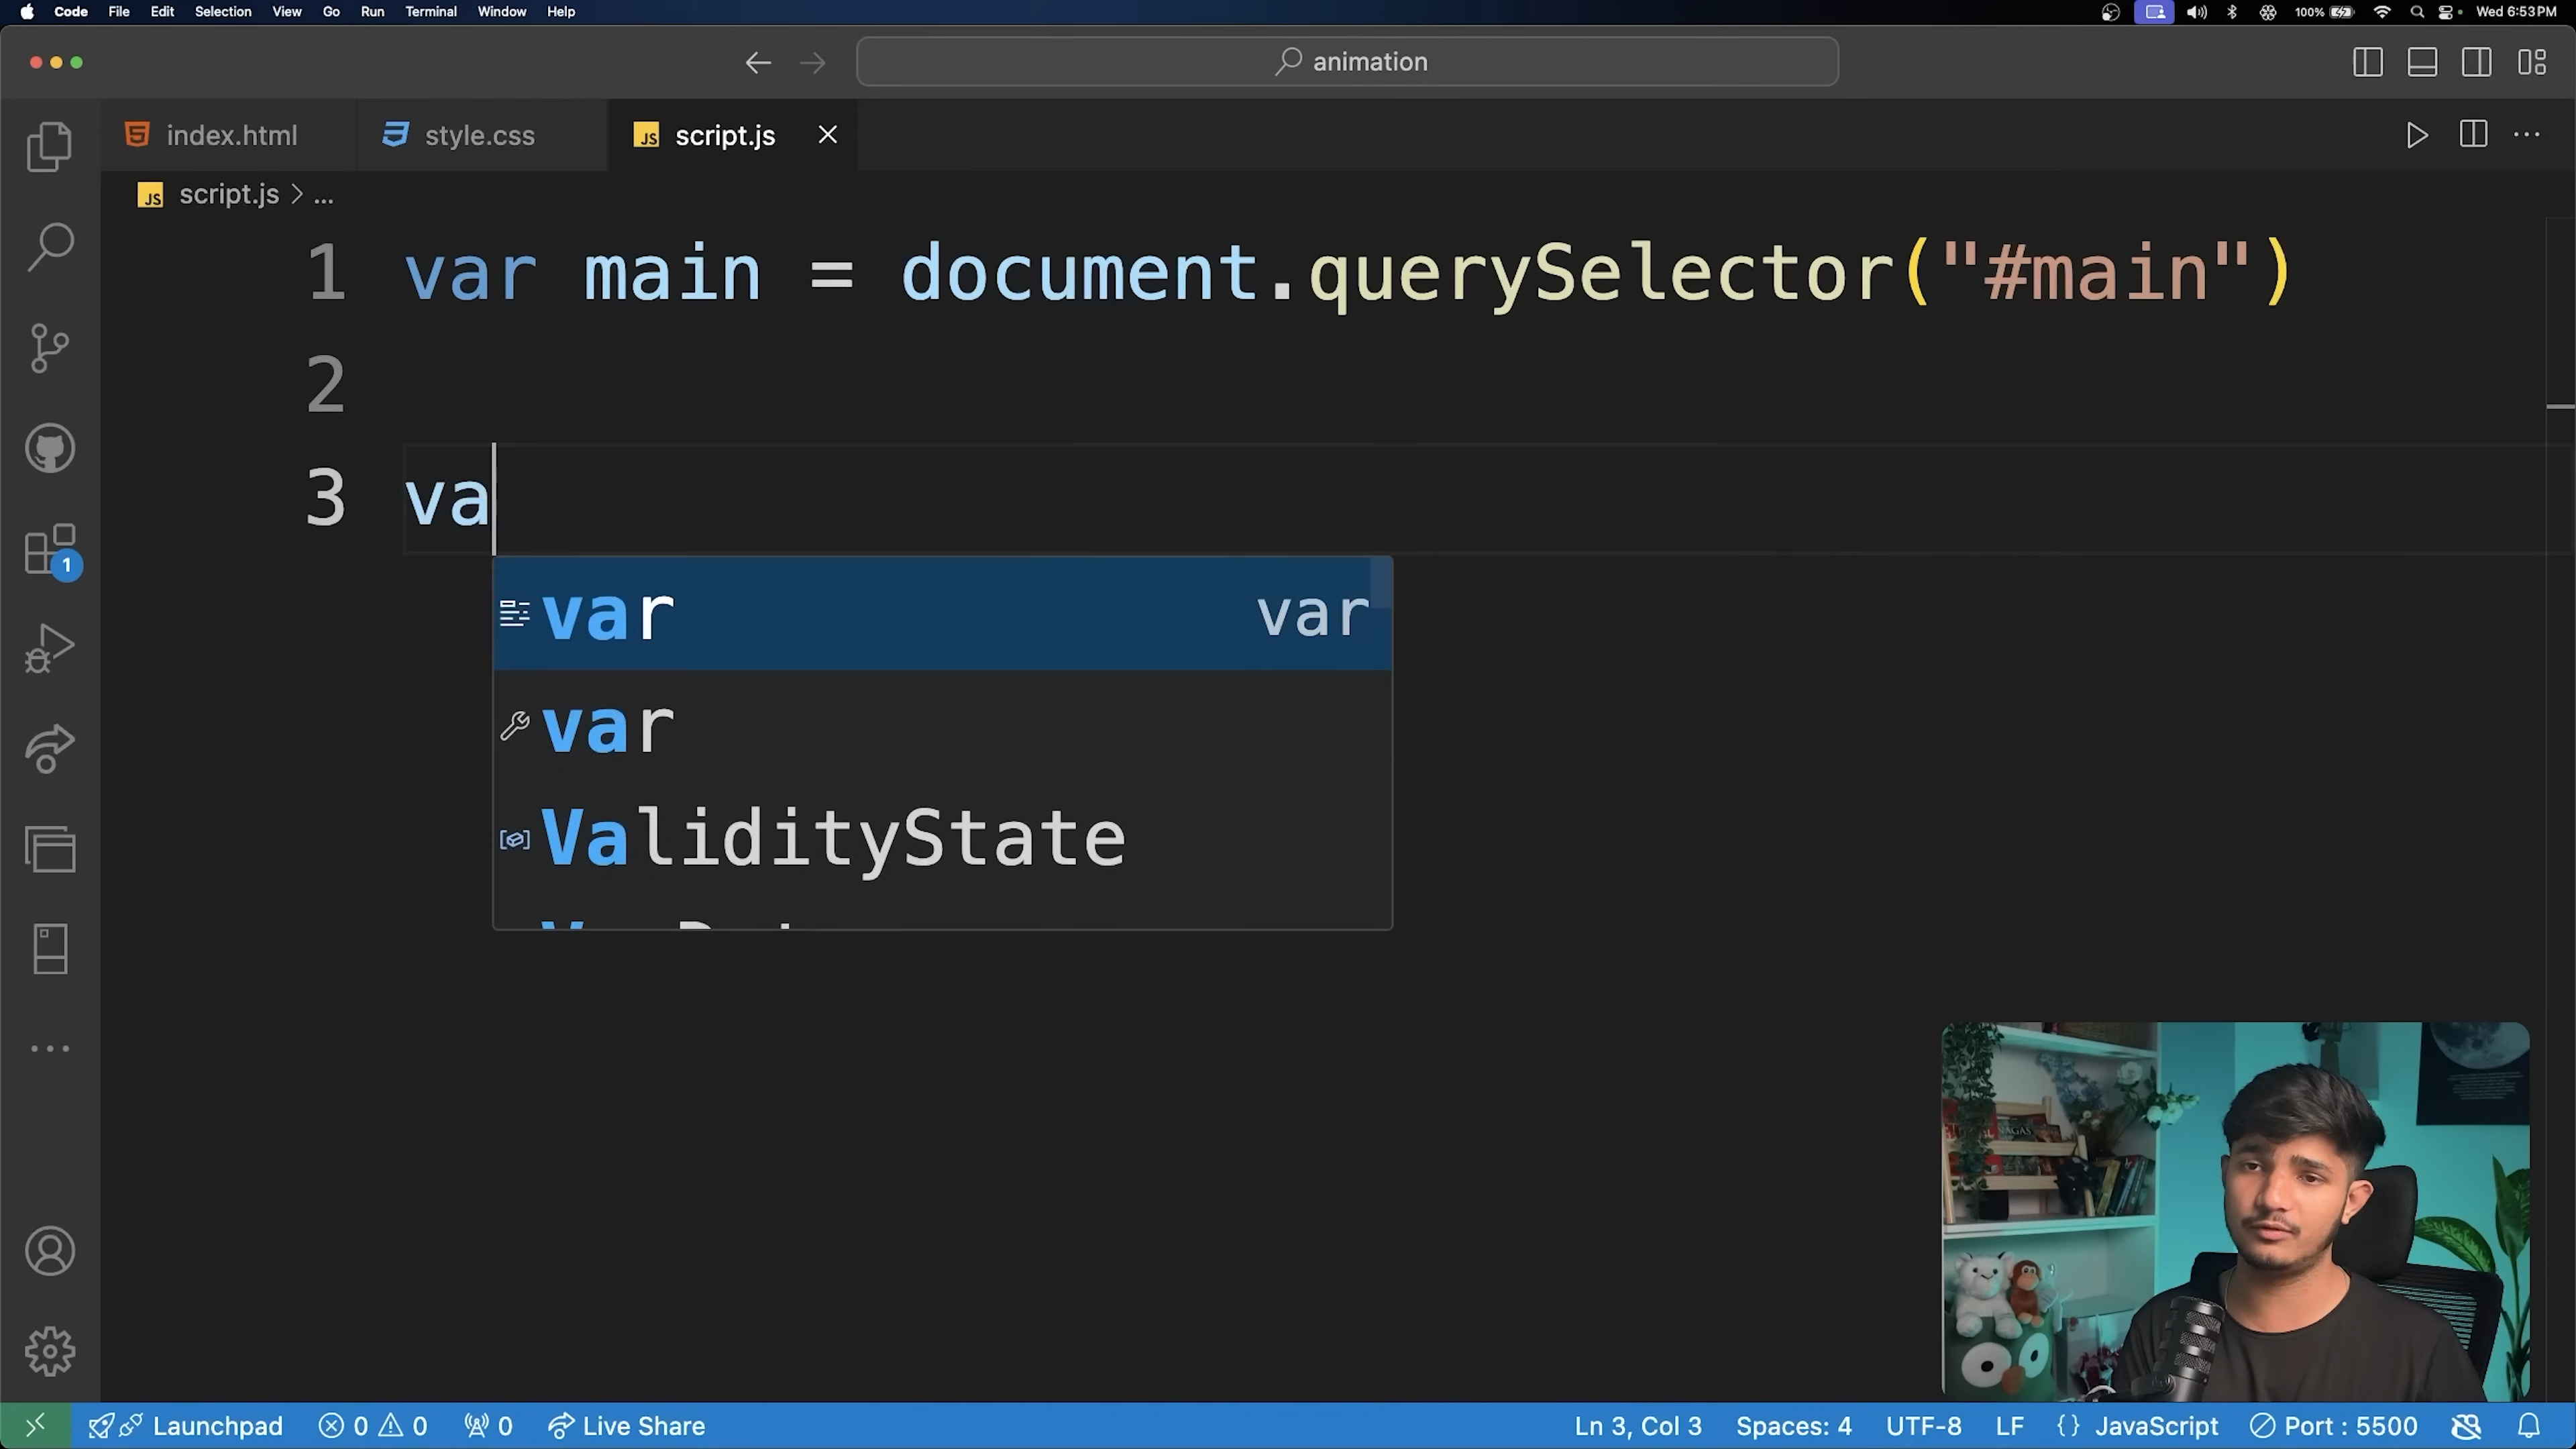 Code File Edit Selection View Go Run Terminal Window Help 100% Wed 6:53PM
animation
index.html style.css script.js
script.js > ...
1 var main = document.querySelector("#main")
2
3 va
var var
var
ValidityState
1
NAGAS
Launchpad 0 0 0 Live Share Ln 3, Col 3 Spaces: 4 UTF-8 LF {} JavaScript Port : 5500